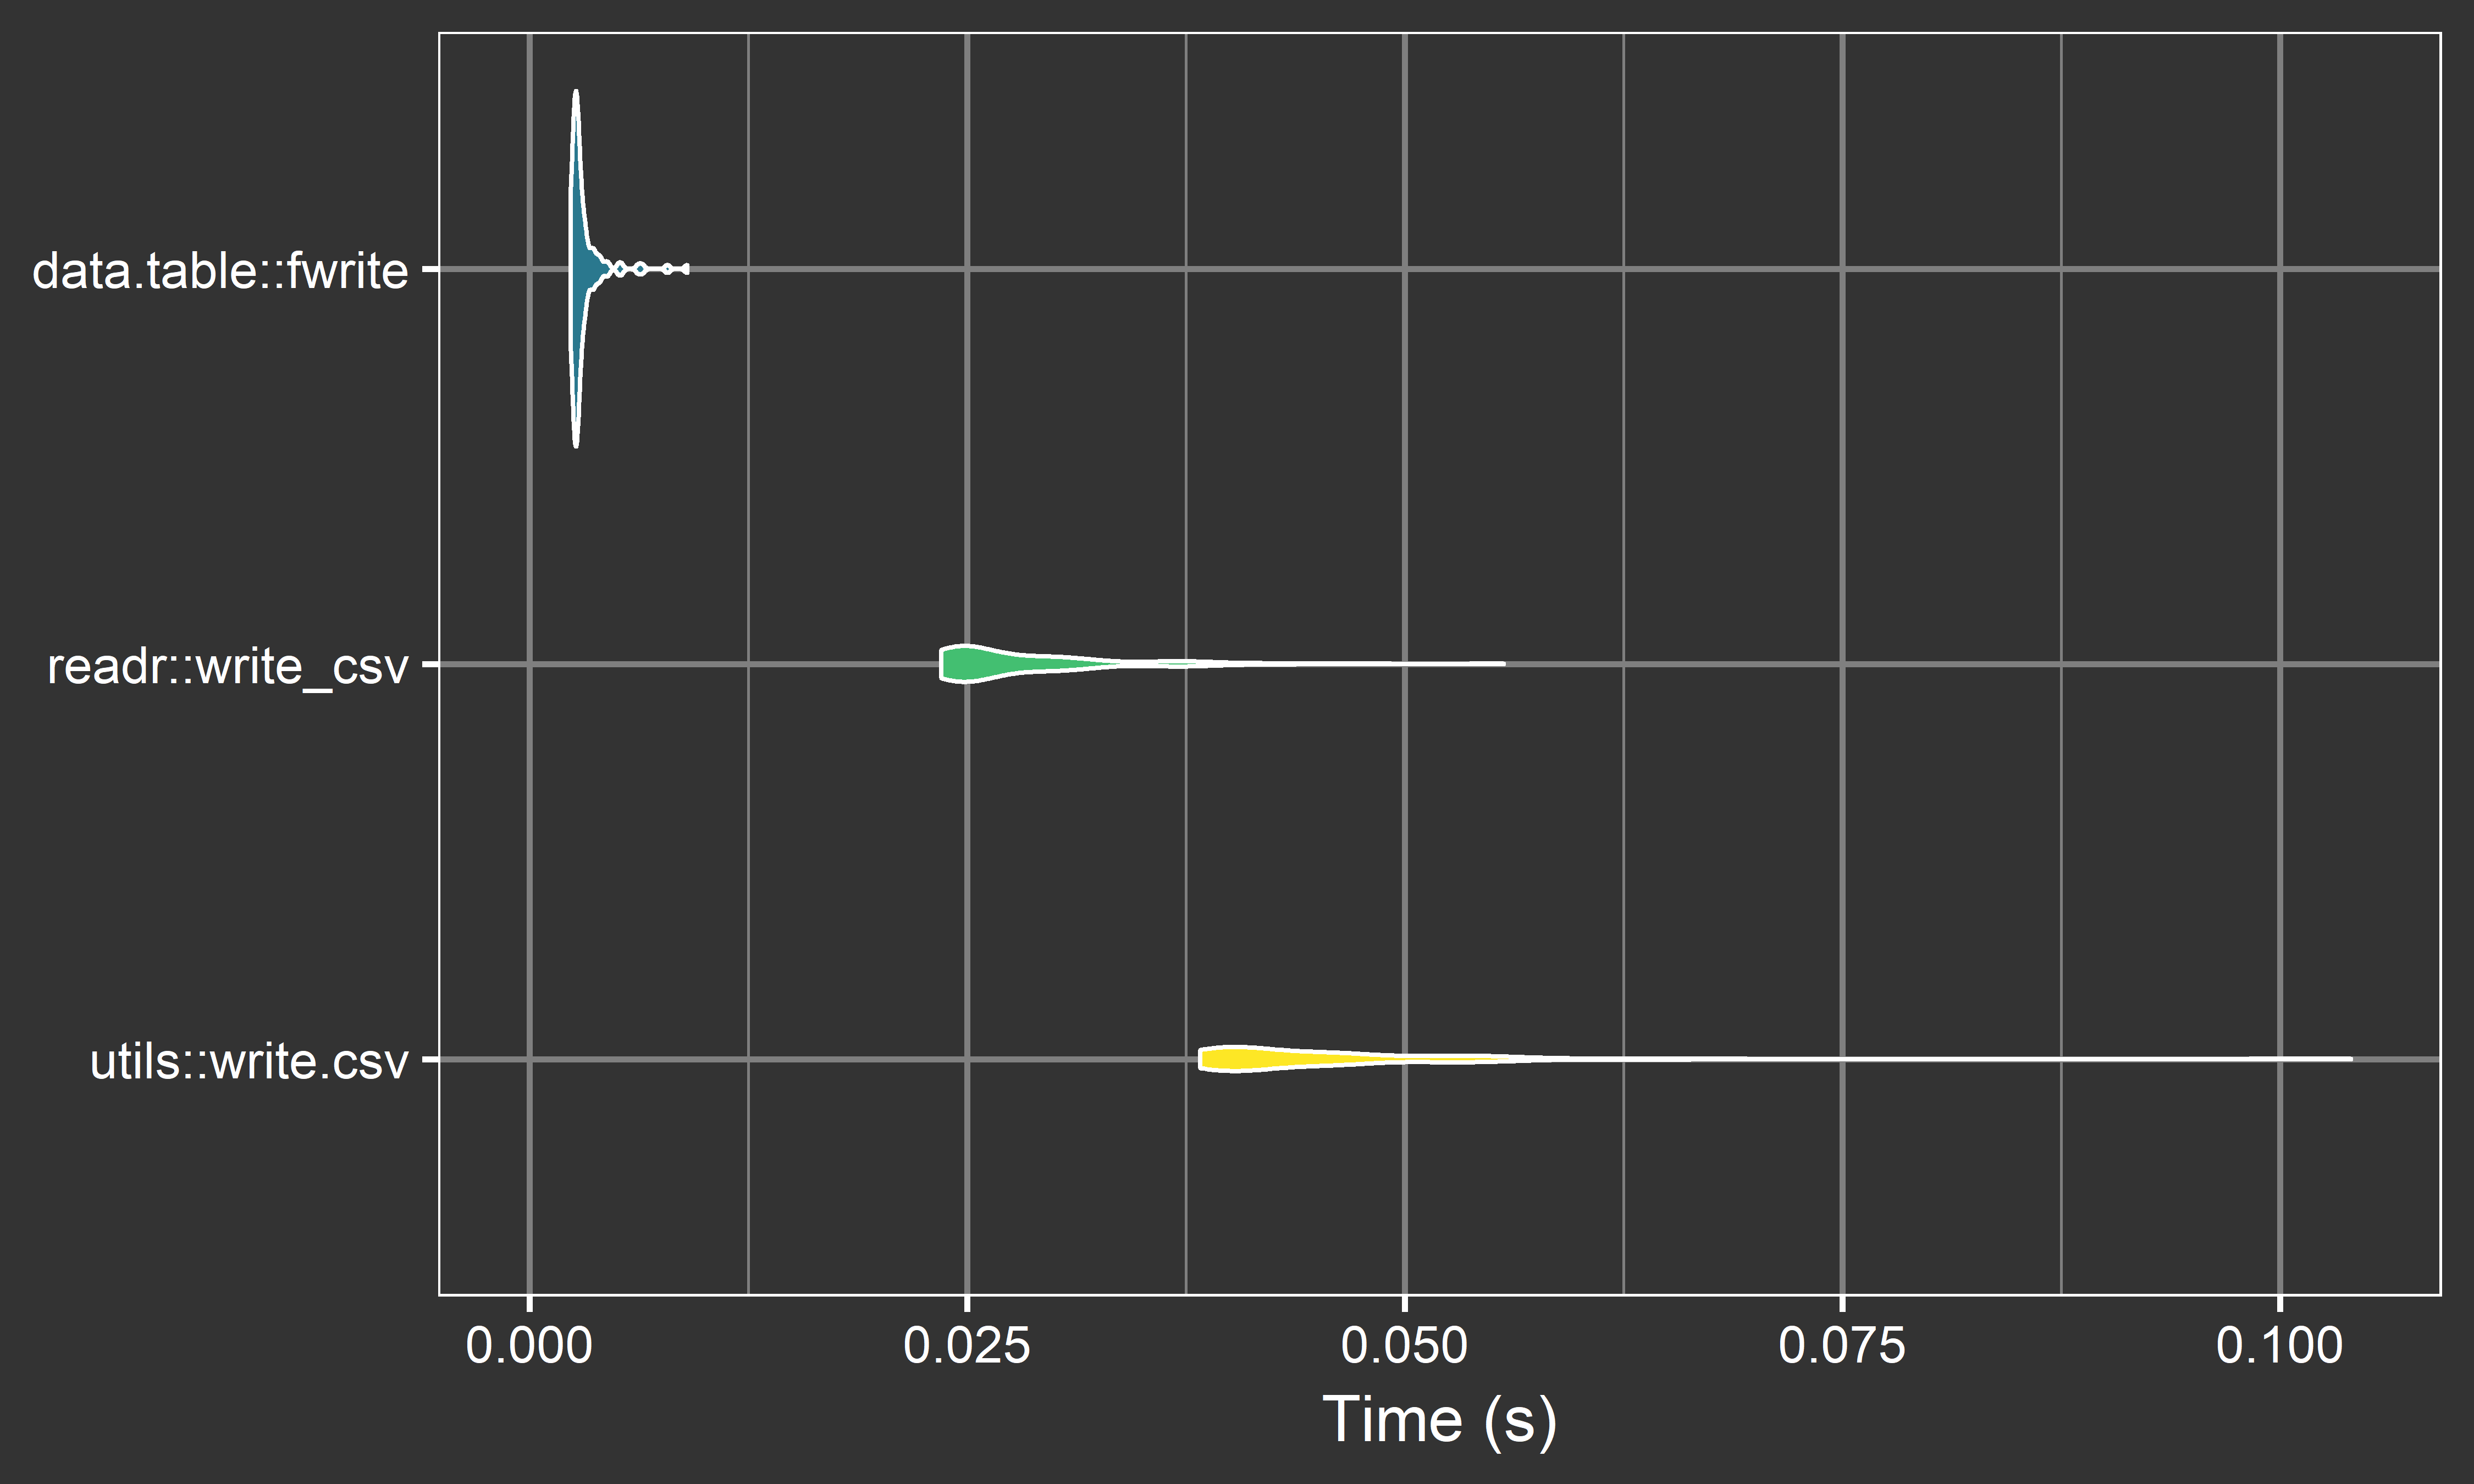 data.table::fwrite
readr::write_csv
utils::write.csv
0.000 0.025 0.050 0.075 0.100
Time (s)